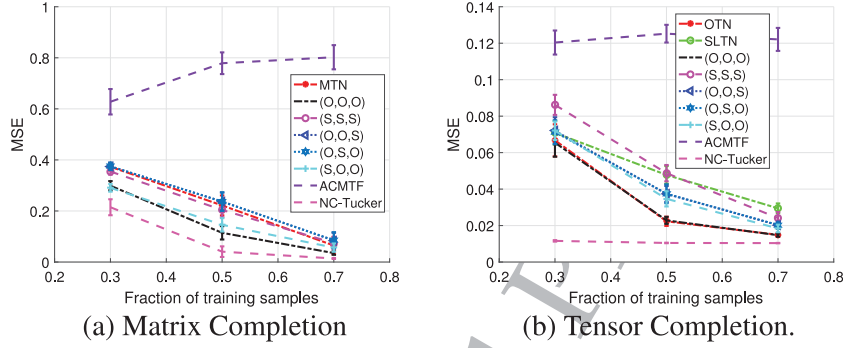 1
0.8
0.6
0.4
0.2
0
MSE
0.2 0.3 0.4 0.5 0.6 0.7 0.8
Fraction of training samples
MTN
(O,O,O)
(S,S,S)
(O,O,S)
(O,S,O)
(S,O,O)
ACMTF
NC-Tucker
(a) Matrix Completion
0.14
0.12
0.1
0.08
0.06
0.04
0.02
0
MSE
0.2 0.3 0.4 0.5 0.6 0.7 0.8
Fraction of training samples
OTN
SLTN
(O,O,O)
(S,S,S)
(O,O,S)
(O,S,O)
(S,O,O)
ACMTF
NC-Tucker
(b) Tensor Completion.